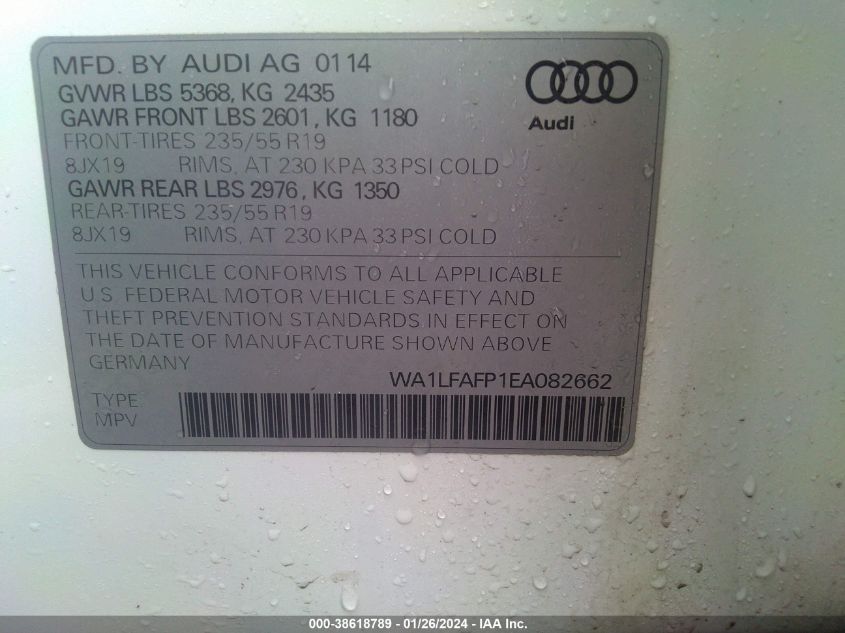 MFD. BY AUDI AG 01 14
GVWR LBS 5368, KG 2435
GAWR FRONT LBS 2601, KG 1180
FRONT-TIRES 235/55 R19
8JX19 RIMS, AT 230 KPA 33 PSI COLD
GAWR REAR LBS 2976, KG 1350
REAR-TIRES 235/55 R19
8JX19 RIMS, AT 230 KPA 33 PSI COLD
Audi
THIS VEHICLE CONFORMS TO ALL APPLICABLE
U.S. FEDERAL MOTOR VEHICLE SAFETY AND
THEFT PREVENTION STANDARDS IN EFFECT ON
THE DATE OF MANUFACTURE SHOWN ABOVE.
GERMANY
WA1LFAFP1EA082662
TYPE
MPV
000-38618789 - 01/26/2024 - IAA Inc.